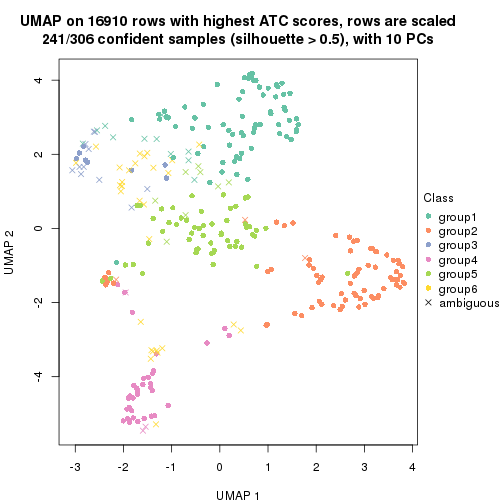 UMAP on 16910 rows with highest ATC scores, rows are scaled
241/306 confident samples (silhouette > 0.5), with 10 PCs
4
2
0
-2
-4
UMAP 2
-3 -2 -1 0 1 2 3 4
UMAP 1
Class
group1
group2
group3
group4
group5
group6
ambiguous